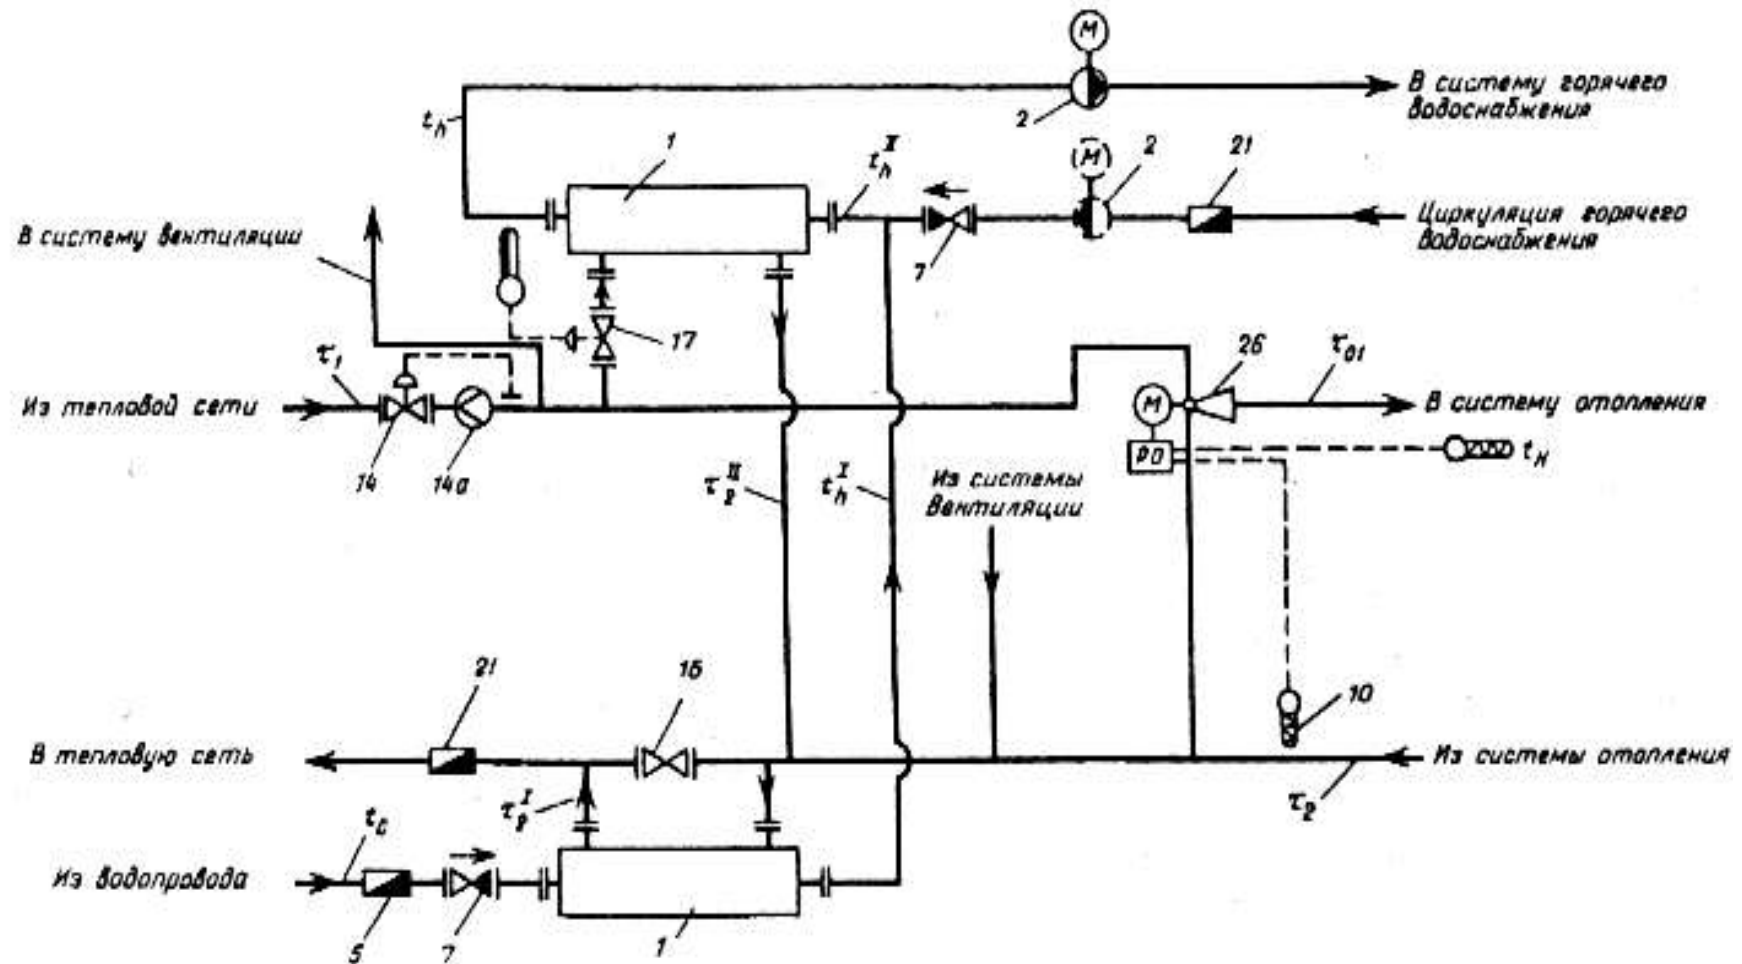 M
В систему горячего
водоснабжения
2
t_h
1
t_h^II
(M)
2
21
Циркуляция горячего
водоснабжения
В систему вентиляции
7
17
τ_1
26
τ_01
Из тепловой сети
M
В систему отопления
РО
t_н
14
14а
τ_2^II
t_h^I
Из системы
вентиляции
21
16
10
В тепловую сеть
Из системы отопления
τ_2^I
τ_2
t_c
Из водопровода
5
7
1